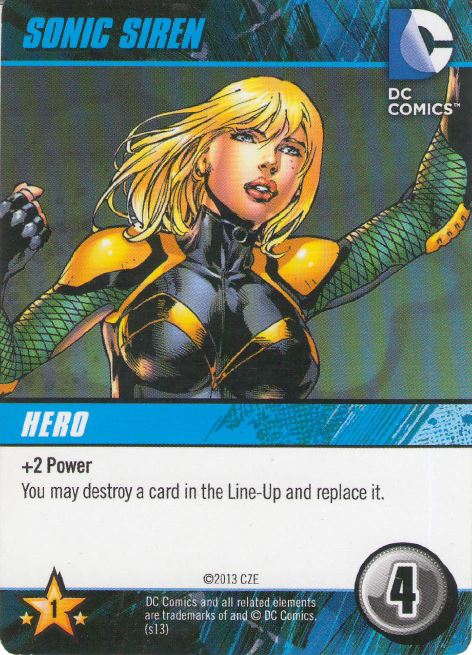 SONIC SIREN
DC
COMICS™
HERO
+2 Power
You may destroy a card in the Line-Up and replace it.
©2013 CZE
1
4
DC Comics and all related elements
are trademarks of and © DC Comics.
(s13)